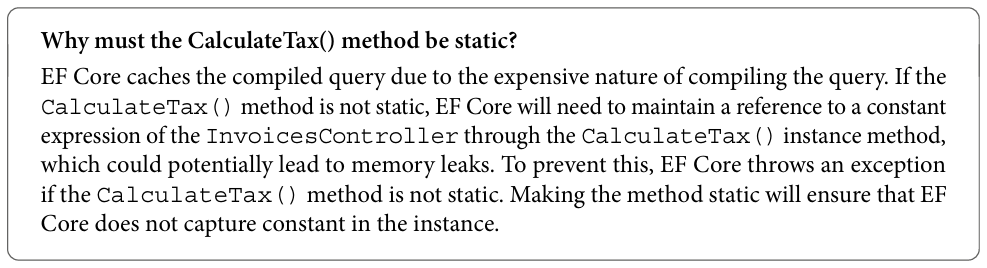 Why must the CalculateTax() method be static?
EF Core caches the compiled query due to the expensive nature of compiling the query. If the
CalculateTax() method is not static, EF Core will need to maintain a reference to a constant
expression of the InvoicesController through the CalculateTax() instance method,
which could potentially lead to memory leaks. To prevent this, EF Core throws an exception
if the CalculateTax() method is not static. Making the method static will ensure that EF
Core does not capture constant in the instance.